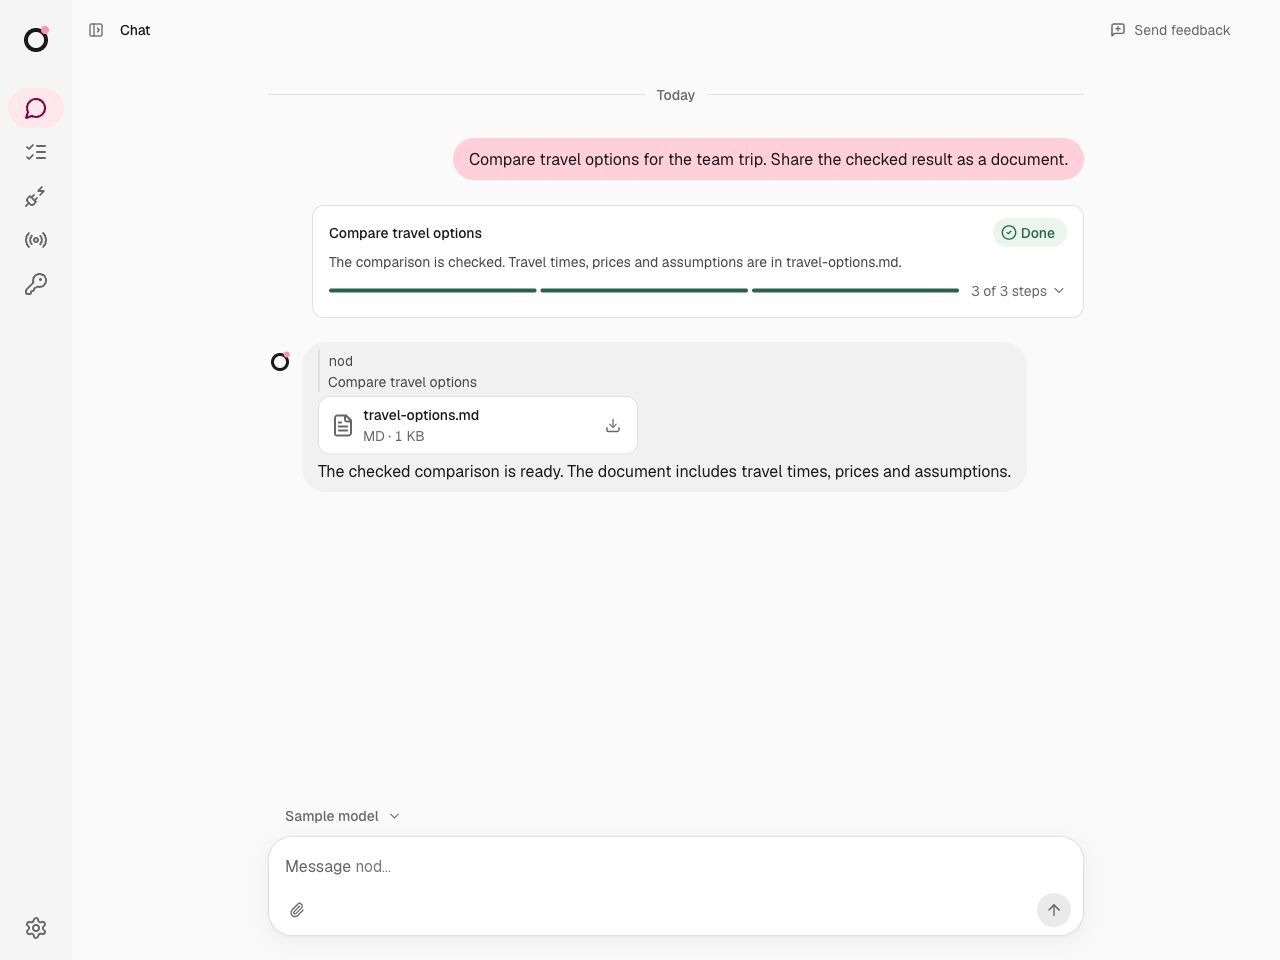 Chat
Send feedback
Today
Compare travel options for the team trip. Share the checked result as a document.
Compare travel options
Done
The comparison is checked. Travel times, prices and assumptions are in travel-options.md.
3 of 3 steps
nod
Compare travel options
travel-options.md
MD · 1 KB
The checked comparison is ready. The document includes travel times, prices and assumptions.
Sample model
Message nod...